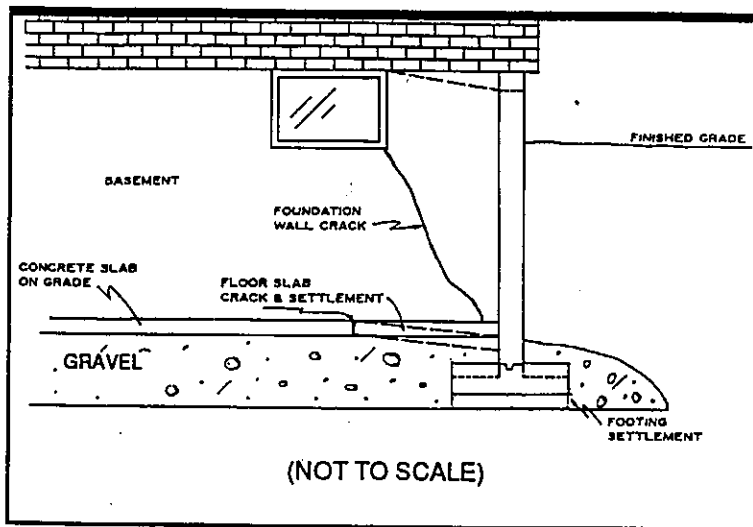 FINISHED GRADE
BASEMENT
FOUNDATION
WALL CRACK
CONCRETE SLAB
ON GRADE
FLOOR SLAB
CRACK & SETTLEMENT
GRAVEL
FOOTING
SETTLEMENT
(NOT TO SCALE)